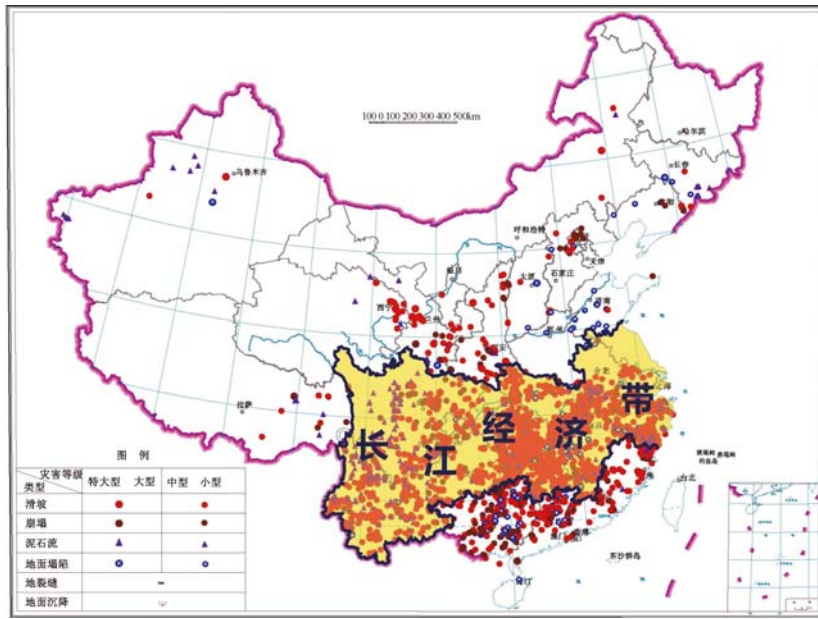 100 0 100 200 300 400 500km
哈尔滨
长春
乌鲁木齐
呼和浩特
天津
石家庄
太原
济南
西宁
兰州
拉萨
长江经济带
台北
东沙群岛
图 例
灾害等级
类型
特大型 大型 中型 小型
滑坡
崩塌
泥石流
地面塌陷
地裂缝
地面沉降